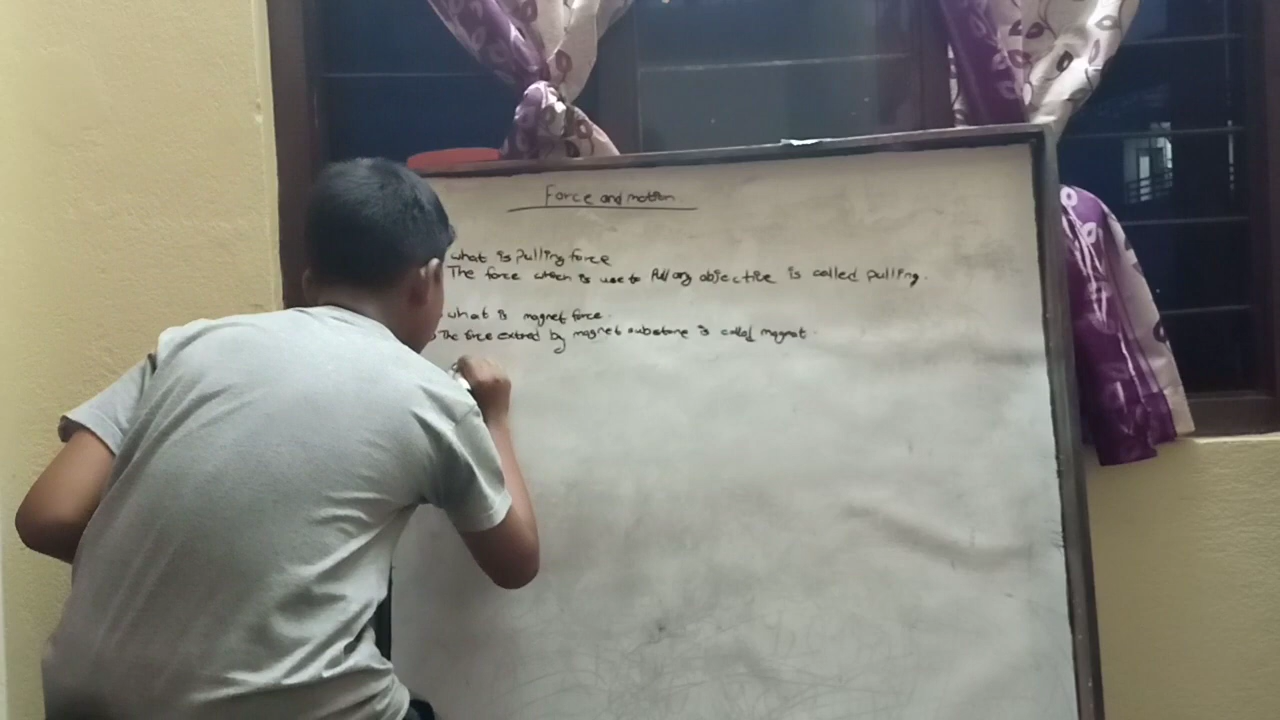 Force and motion
what is pulling force
The force which is use to Pull any objective is called pulling.
what is magnet force.
The force extred by magnet substane is called magnet.